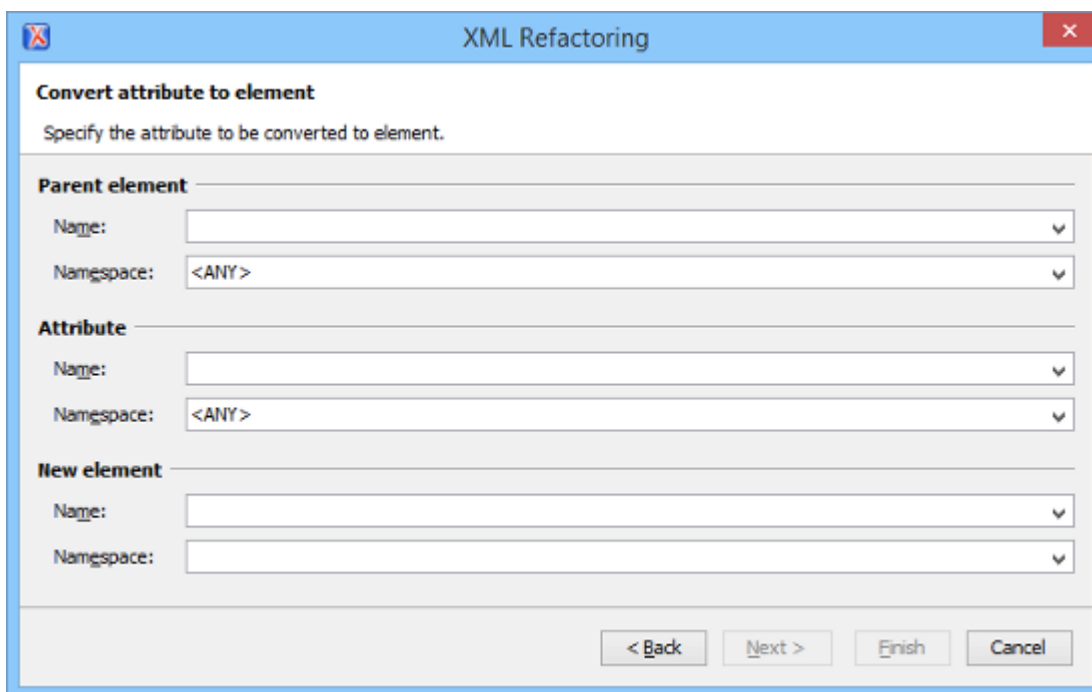 XML Refactoring
Convert attribute to element
Specify the attribute to be converted to element.
Parent element
Name:
Namespace: <ANY>
Attribute
Name:
Namespace: <ANY>
New element
Name:
Namespace:
< Back Next > Finish Cancel